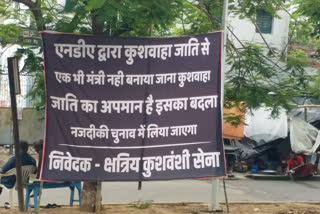 एनडीए द्वारा कुशवाहा जाति से
एक भी मंत्री नही बनाया जाना कुशवाहा
जाति का अपमान है इसका बदला
नजदीकी चुनाव में लिया जाएगा
निवेदक - क्षत्रिय कुशवंशी सेना